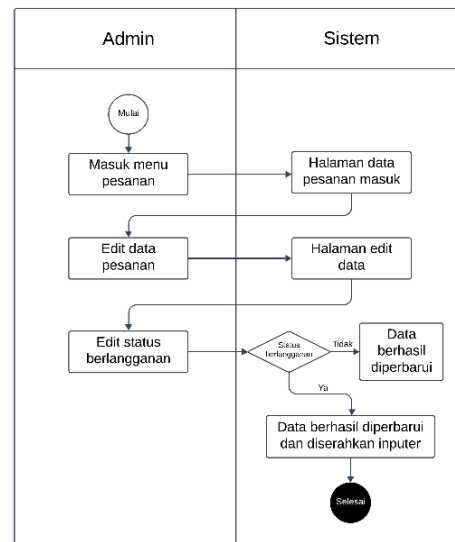 Admin
Sistem
Mulai
Masuk menu
pesanan
Halaman data
pesanan masuk
Edit data
pesanan
Halaman edit
data
Edit status
berlangganan
Status
berlangganan
Tidak
Data
berhasil
diperbarui
Ya
Data berhasil diperbarui
dan diserahkan inputer
Selesai